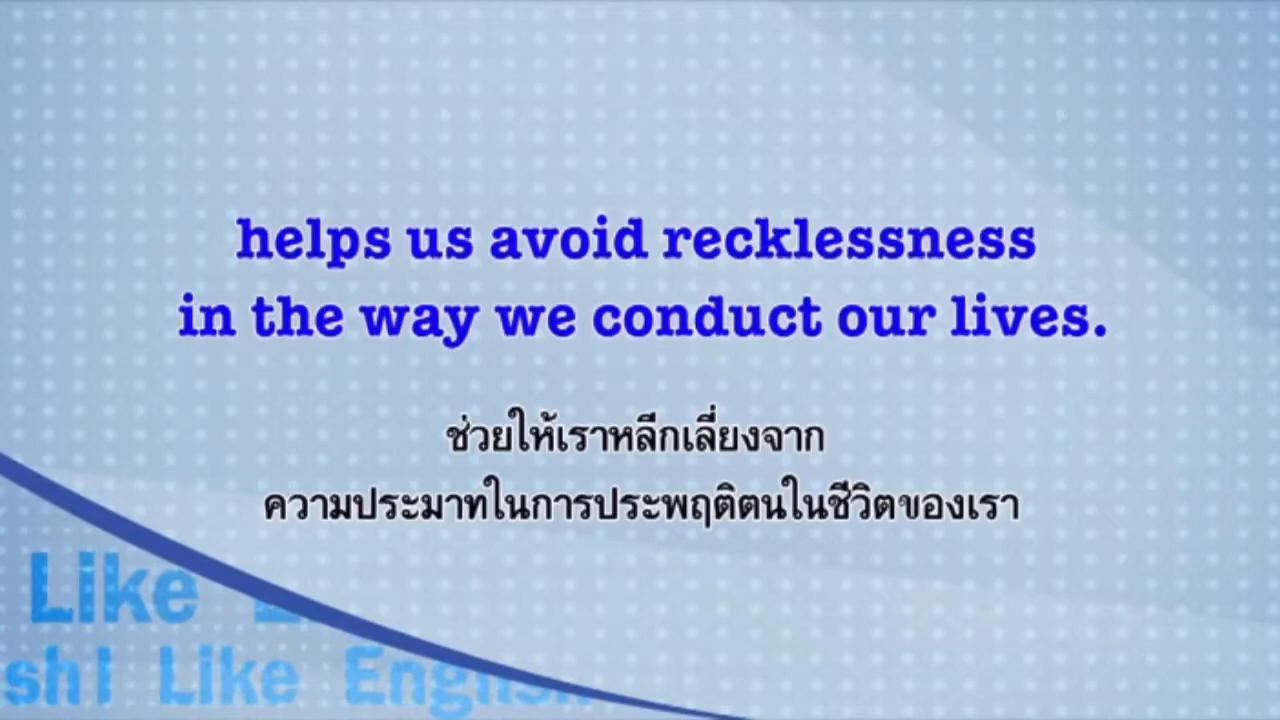 helps us avoid recklessness
in the way we conduct our lives.
ช่วยให้เราหลีกเลี่ยงจาก
ความประมาทในการประพฤติตนในชีวิตของเรา
Like
shI Like English